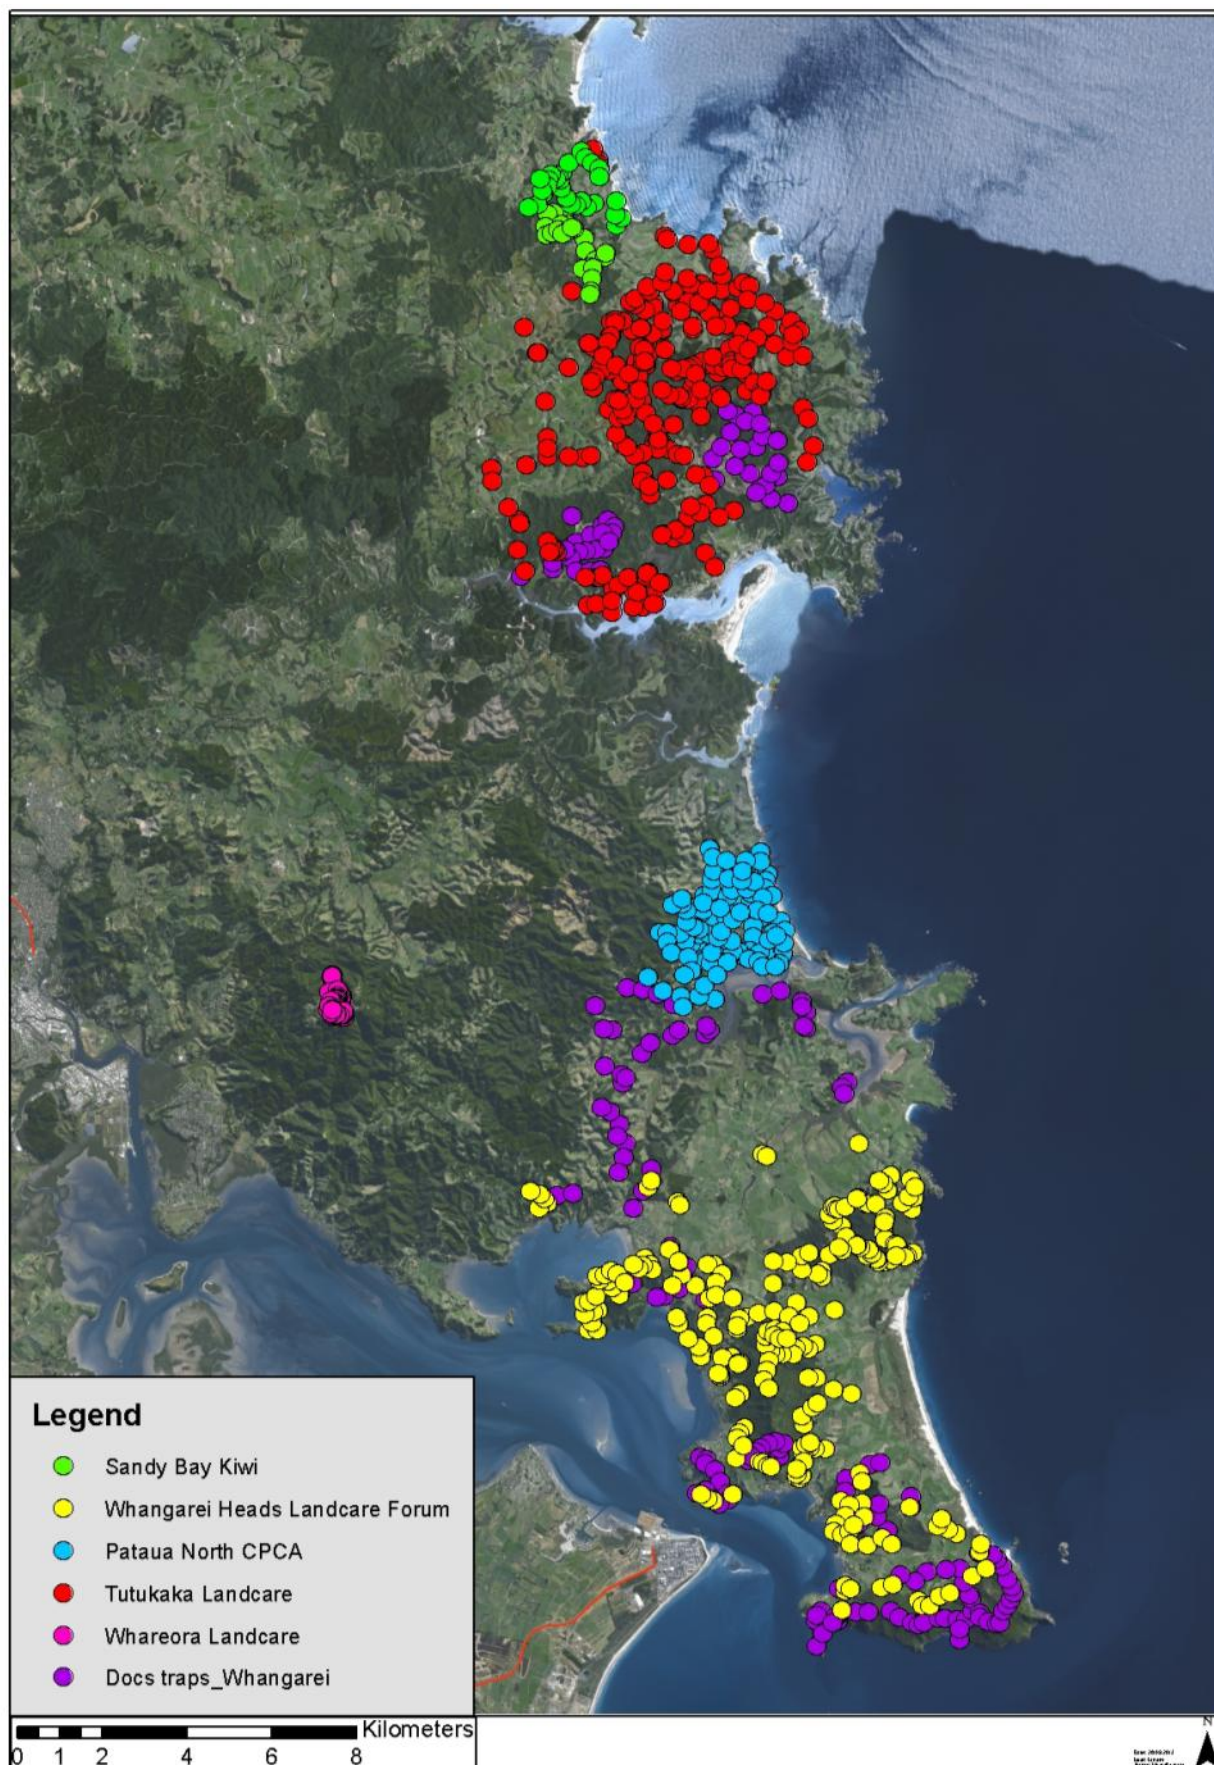 Legend
Sandy Bay Kiwi
Whangarei Heads Landcare Forum
Pataua North CPCA
Tutukaka Landcare
Whareora Landcare
Docs traps_Whangarei
Kilometers
0 1 2 4 6 8
N